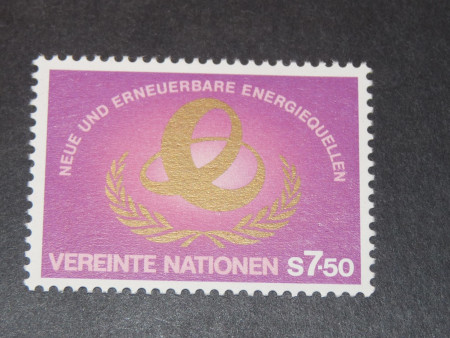 NEUE UND ERNEUERBARE ENERGIEQUELLEN
VEREINTE NATIONEN S7·50